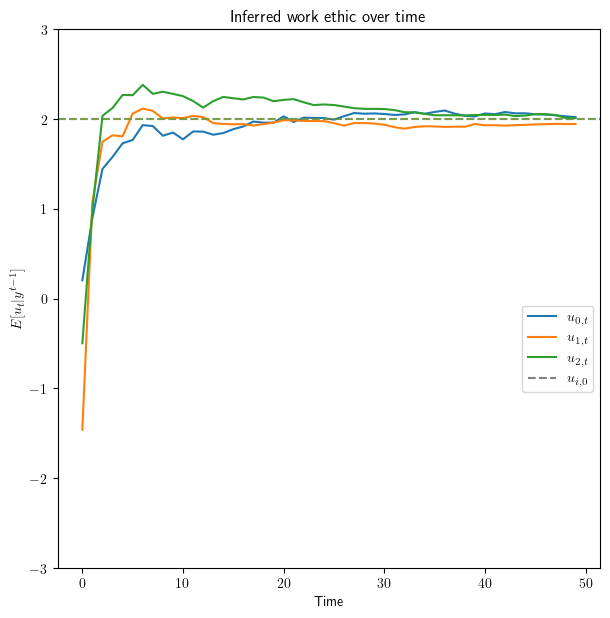 Inferred work ethic over time
E[u_t|y^{t−1}]
3
2
1
0
−1
−2
−3
u_{0,t}
u_{1,t}
u_{2,t}
u_{i,0}
0 10 20 30 40 50
Time